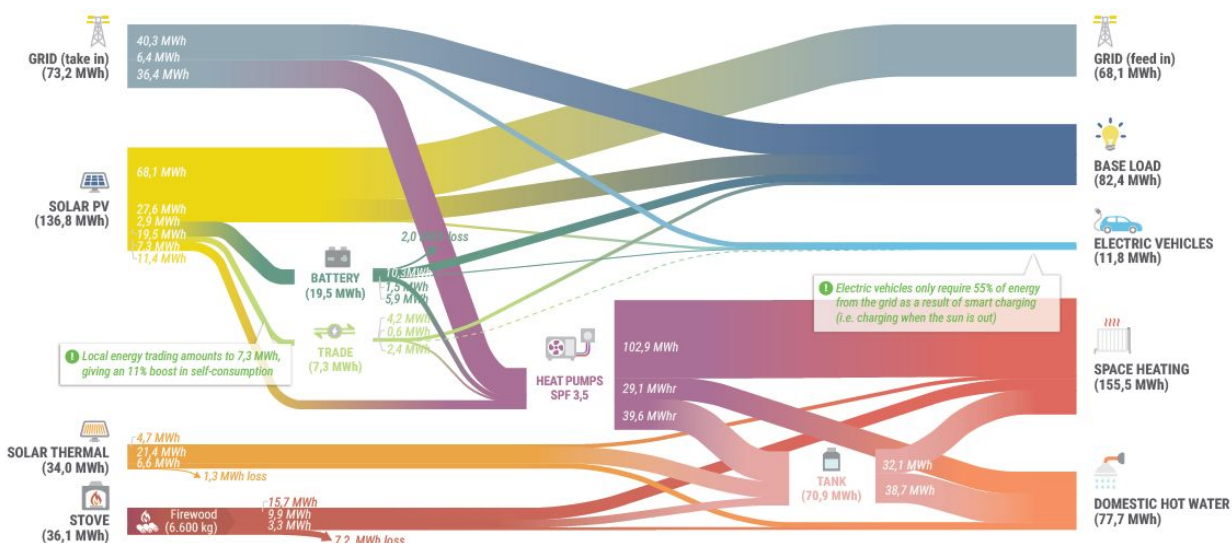 GRID (take in)
(73,2 MWh)
40,3 MWh
6,4 MWh
36,4 MWh
GRID (feed in)
(68,1 MWh)
SOLAR PV
(136,8 MWh)
68,1 MWh
27,6 MWh
2,9 MWh
19,5 MWh
7,3 MWh
11,4 MWh
BASE LOAD
(82,4 MWh)
ELECTRIC VEHICLES
(11,8 MWh)
Electric vehicles only require 55% of energy
from the grid as a result of smart charging
(i.e. charging when the sun is out)
BATTERY
(19,5 MWh)
2,0 loss
10,3MWh
1,5 MWh
5,9 MWh
TRADE
(7,3 MWh)
4,2 MWh
0,6 MWh
2,4 MWh
Local energy trading amounts to 7,3 MWh,
giving an 11% boost in self-consumption
HEAT PUMPS
SPF 3,5
102,9 MWh
29,1 MWhr
39,6 MWhr
SPACE HEATING
(155,5 MWh)
SOLAR THERMAL
(34,0 MWh)
4,7 MWh
21,4 MWh
6,6 MWh
1,3 MWh loss
STOVE
(36,1 MWh)
Firewood
(6.600 kg)
15,7 MWh
9,9 MWh
3,3 MWh
7,2 MWh loss
TANK
(70,9 MWh)
32,1 MWh
38,7 MWh
DOMESTIC HOT WATER
(77,7 MWh)